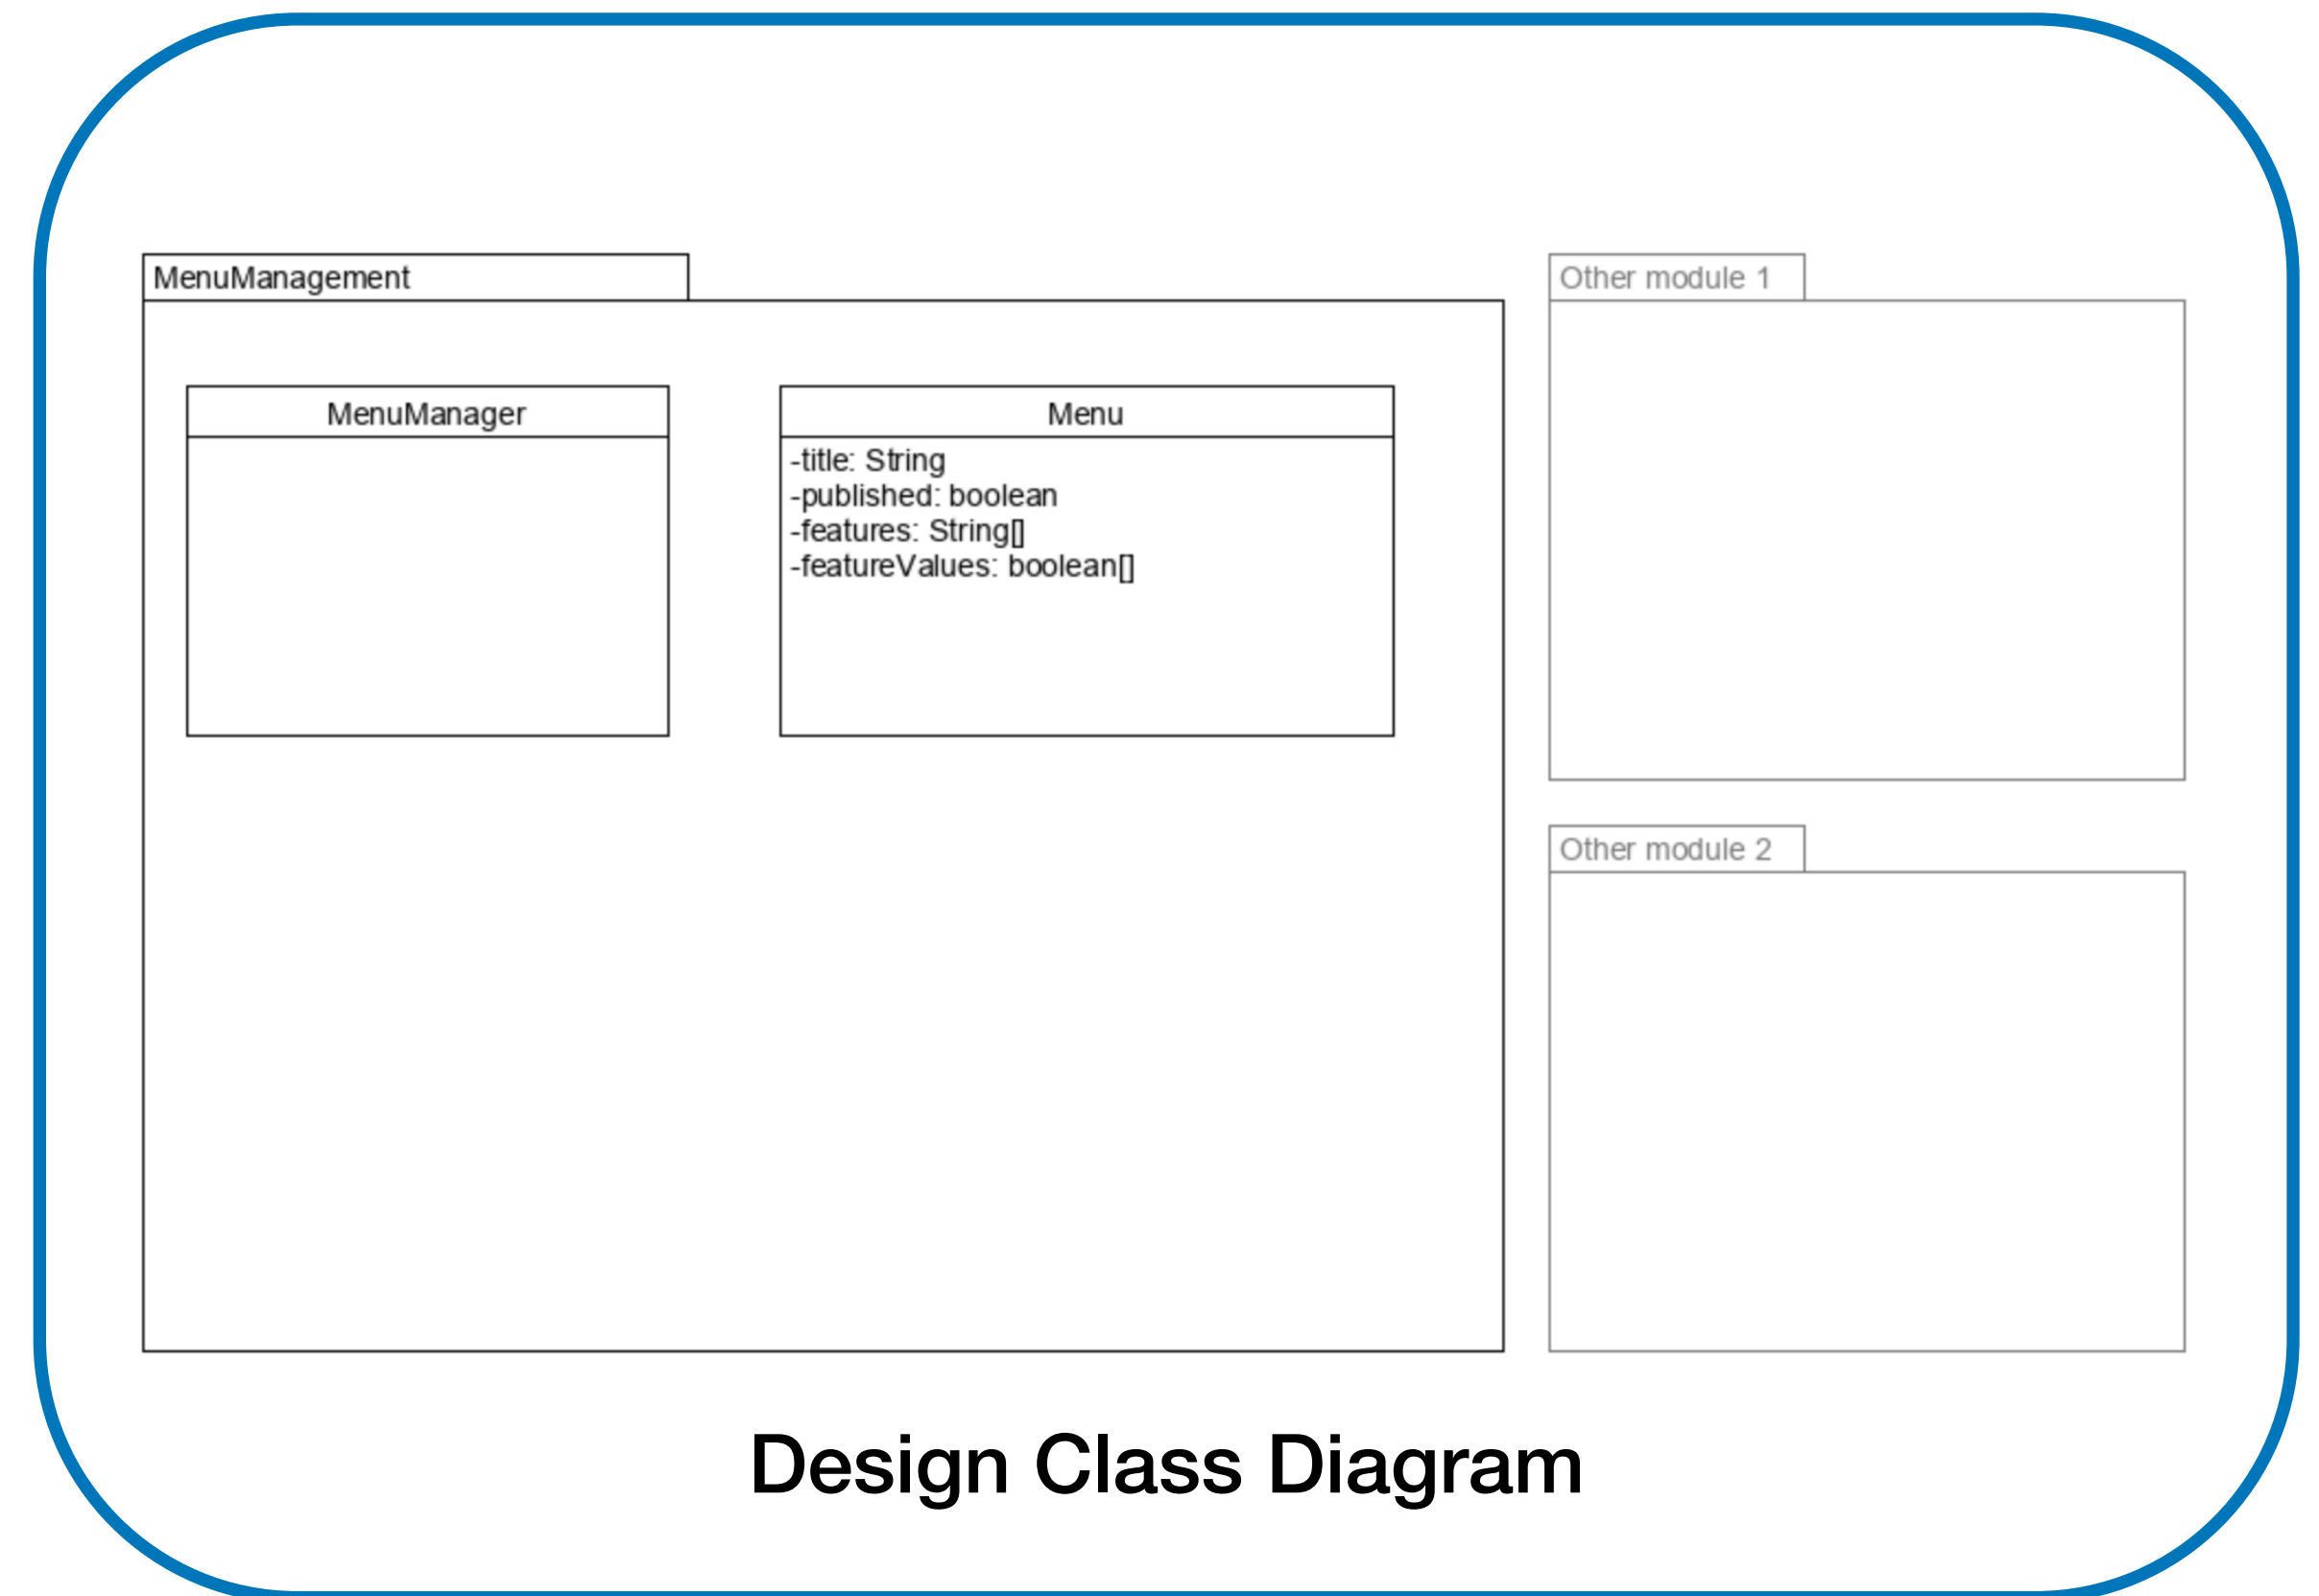 MenuManagement
MenuManager
Menu
-title: String
-published: boolean
-features: String[]
-featureValues: boolean[]
Other module 1
Other module 2
Design Class Diagram